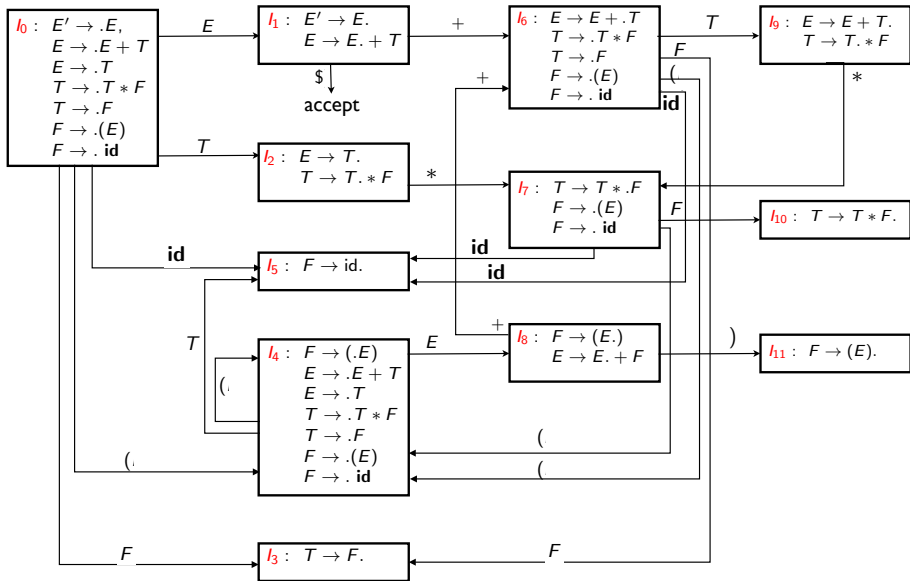 I0 : E′ → .E,
E → .E + T
E → .T
T → .T ∗ F
T → .F
F → .(E)
F → . id
E
I1 : E′ → E.
E → E. + T
$
accept
+
I6 : E → E + .T
T → .T ∗ F
T → .F
F → .(E)
F → . id
T
F
(
id
I9 : E → E + T.
T → T. ∗ F
∗
+
T
I2 : E → T.
T → T. ∗ F
∗
I7 : T → T ∗ .F
F → .(E)
F → . id
F
I10 : T → T ∗ F.
id
I5 : F → id.
id
id
T
(
I4 : F → (.E)
E → .E + T
E → .T
T → .T ∗ F
T → .F
F → .(E)
F → . id
E
+
I8 : F → (E.)
E → E. + F
)
I11 : F → (E).
(
(
(
F
I3 : T → F.
F